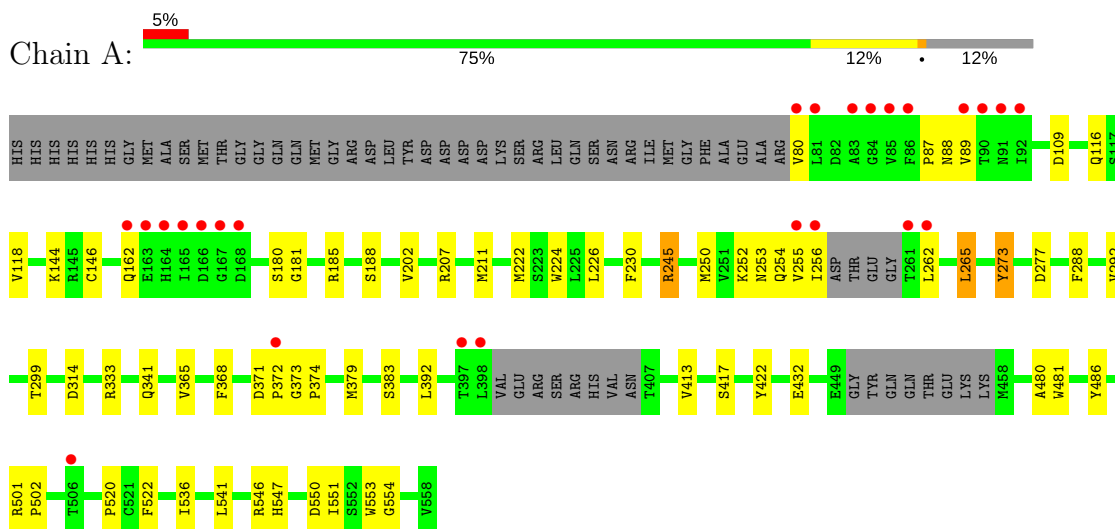 5%
Chain A:
75% 12% • 12%
HIS HIS HIS HIS HIS HIS GLY MET ALA SER MET THR GLY GLY GLN GLN MET GLY ARG ASP LEU TYR ASP ASP ASP ASP LYS SER ARG LEU GLN SER ASN ARG ILE MET GLY PHE ALA GLU ALA ARG V80 L81 D82 A83 G84 V85 F86 P87 N88 V89 T90 N91 I92 D109 Q116 S117
V118 K144 R145 C146 Q162 E163 H164 I165 D166 G167 D168 S180 G181 R185 S188 V202 R207 M211 M222 S223 W224 L225 L226 F230 R245 M250 V251 K252 N253 Q254 V255 I256 ASP THR GLU GLY T261 L262 L265 Y273 D277 F288
T299 D314 R333 Q341 V365 F368 D371 P372 G373 P374 M379 S383 L392 T397 L398 VAL GLU ARG SER ARG HIS VAL ASN T407 V413 S417 Y422 E432 E449 GLY TYR GLN GLN THR GLU LYS LYS M458 A480 W481 Y486
R501 P502 T506 P520 C521 F522 I536 L541 R546 H547 D550 I551 S552 W553 G554 V558